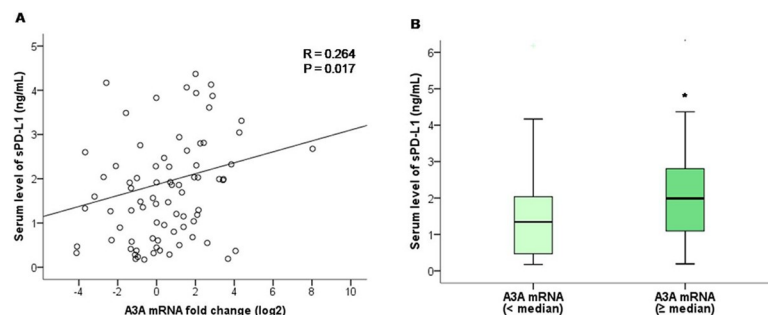 A
R = 0.264
P = 0.017
Serum level of sPD-L1 (ng/mL)
5
4
3
2
1
0
-4
-2
0
2
4
6
8
10
A3A mRNA fold change (log2)
B
Serum level of sPD-L1 (ng/mL)
6
5
4
3
2
1
0
*
A3A mRNA
(< median)
A3A mRNA
(≥ median)